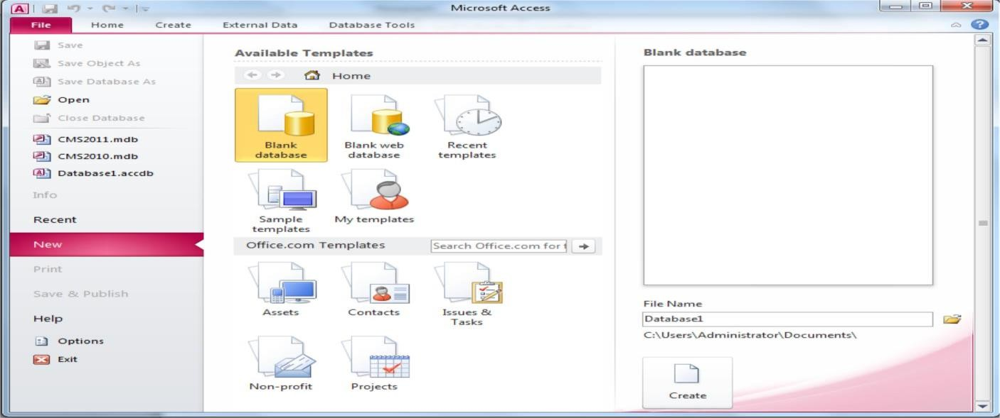 Microsoft Access
File Home Create External Data Database Tools
Save
Save Object As
Save Database As
Open
Close Database
CMS2011.mdb
CMS2010.mdb
Database1.accdb
Info
Recent
New
Print
Save & Publish
Help
Options
Exit
Available Templates
Home
Blank database
Blank web database
Recent templates
Sample templates
My templates
Office.com Templates
Search Office.com for t
Assets
Contacts
Issues & Tasks
Non-profit
Projects
Blank database
File Name
Database1
C:\Users\Administrator\Documents\
Create